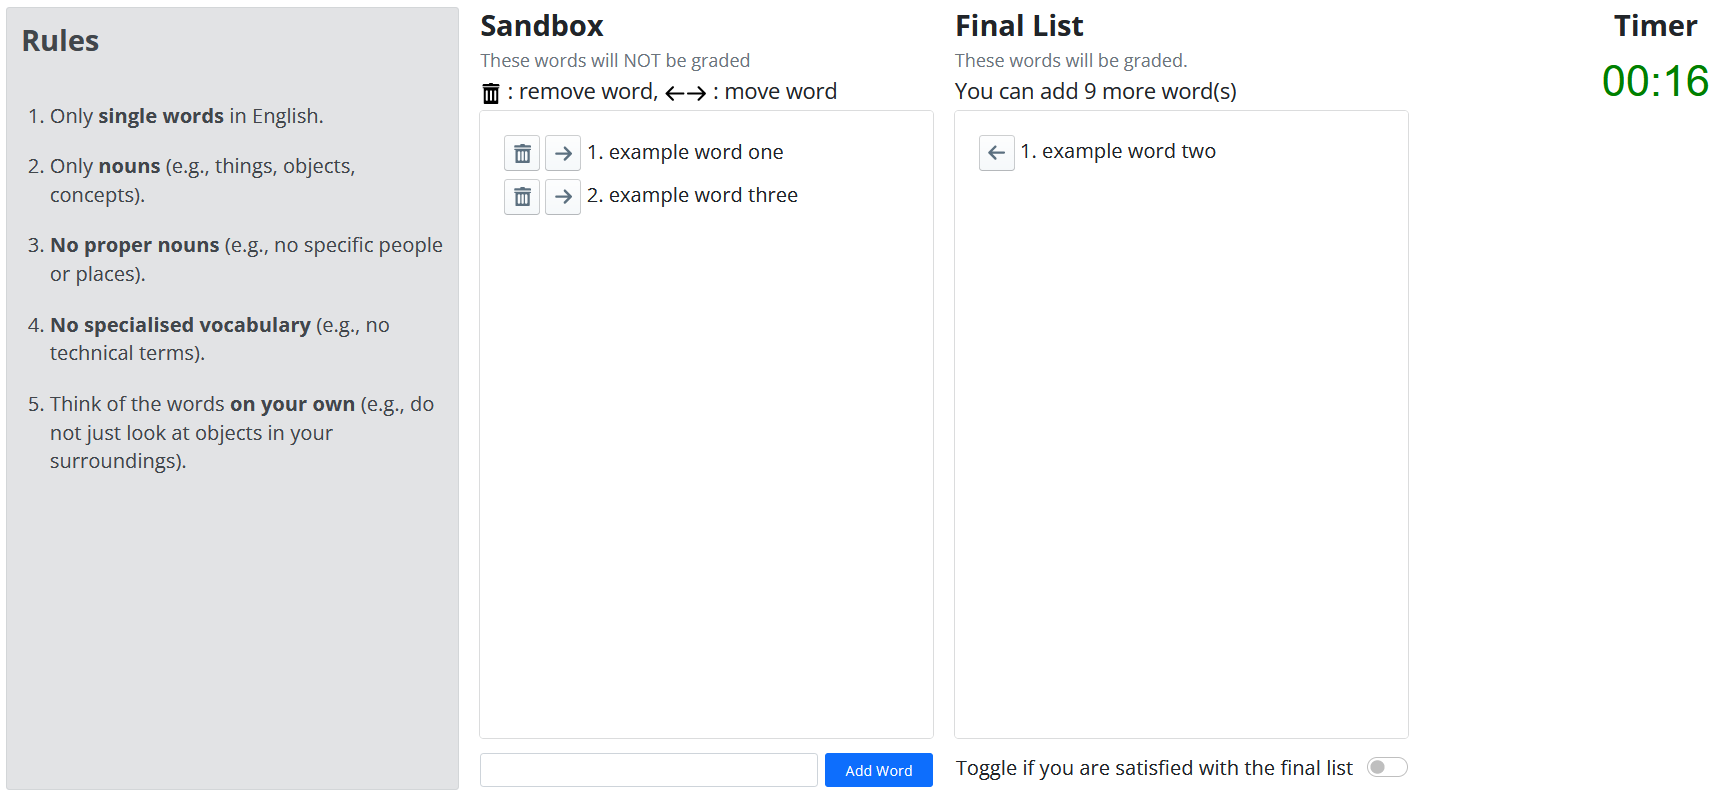 Rules
1. Only single words in English.
2. Only nouns (e.g., things, objects,
concepts).
3. No proper nouns (e.g., no specific people
or places).
4. No specialised vocabulary (e.g., no
technical terms).
5. Think of the words on your own (e.g., do
not just look at objects in your
surroundings).
Sandbox
These words will NOT be graded
: remove word, ←→ : move word
→ 1. example word one
→ 2. example word three
Add Word
Final List
These words will be graded.
You can add 9 more word(s)
← 1. example word two
Toggle if you are satisfied with the final list
Timer
00:16